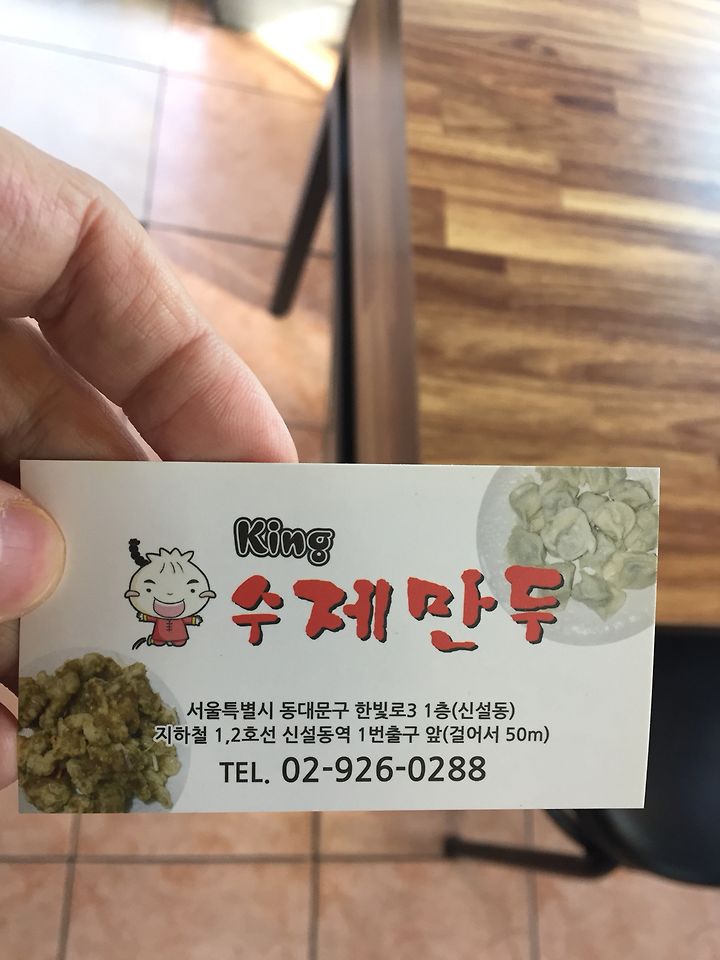 King
수제만두
서울특별시 동대문구 한빛로3 1층(신설동)
지하철 1,2호선 신설동역 1번출구 앞(걸어서 50m)
TEL. 02-926-0288